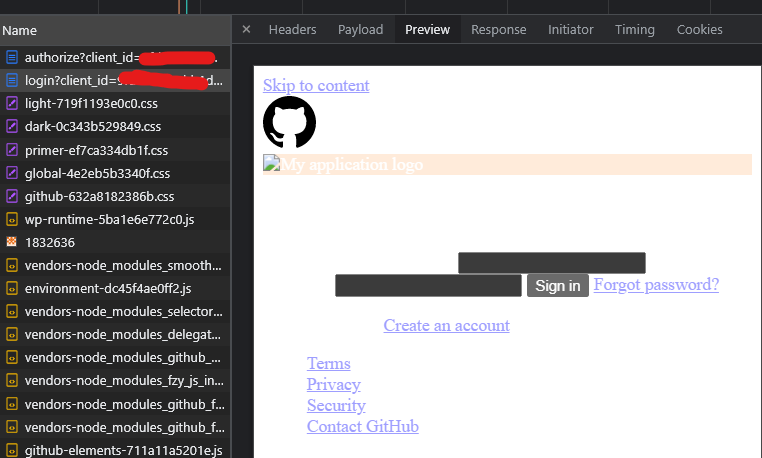 Name
authorize?client_id=
login?client_id=
light-719f1193e0c0.css
dark-0c343b529849.css
primer-ef7ca334db1f.css
global-4e2eb5b3340f.css
github-632a8182386b.css
wp-runtime-5ba1e6e772c0.js
1832636
vendors-node_modules_smooth...
environment-dc45f4ae0ff2.js
vendors-node_modules_selector...
vendors-node_modules_delegat...
vendors-node_modules_github_...
vendors-node_modules_fzy_js_in...
vendors-node_modules_github_f...
vendors-node_modules_github_f...
github-elements-711a11a5201e.js
× Headers Payload Preview Response Initiator Timing Cookies
Skip to content
My application logo
Sign in Forgot password?
Create an account
Terms
Privacy
Security
Contact GitHub